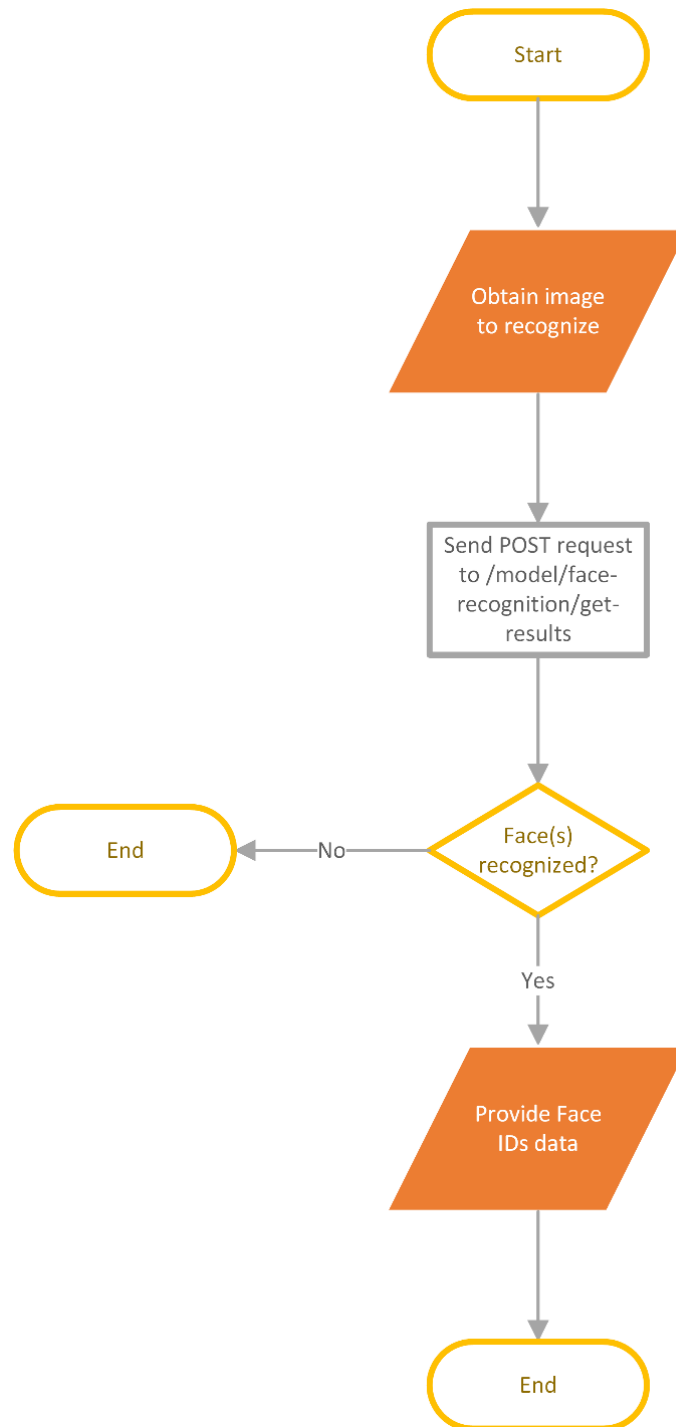 Start
Obtain image
to recognize
Send POST request
to /model/face-
recognition/get-
results
Face(s)
recognized?
No
End
Yes
Provide Face
IDs data
End